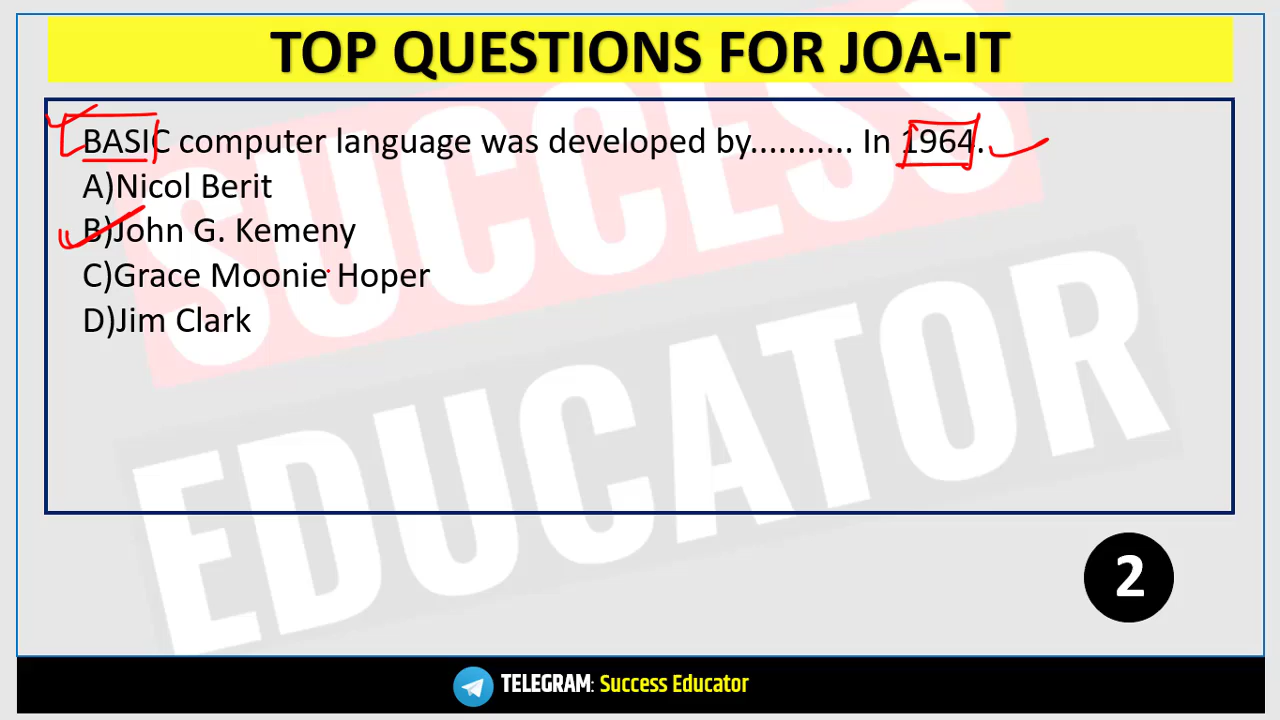 TOP QUESTIONS FOR JOA-IT
BASIC computer language was developed by........... In 1964.
A)Nicol Berit
B)John G. Kemeny
C)Grace Moonie Hoper
D)Jim Clark
SUCCESS
EDUCATOR
2
TELEGRAM: Success Educator